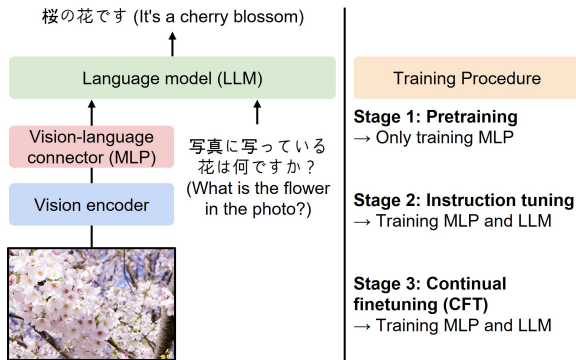 桜の花です (It's a cherry blossom)
Language model (LLM)
Vision-language
connector (MLP)
Vision encoder
写真に写っている
花は何ですか？
(What is the flower
in the photo?)
Training Procedure
Stage 1: Pretraining
→ Only training MLP
Stage 2: Instruction tuning
→ Training MLP and LLM
Stage 3: Continual
finetuning (CFT)
→ Training MLP and LLM